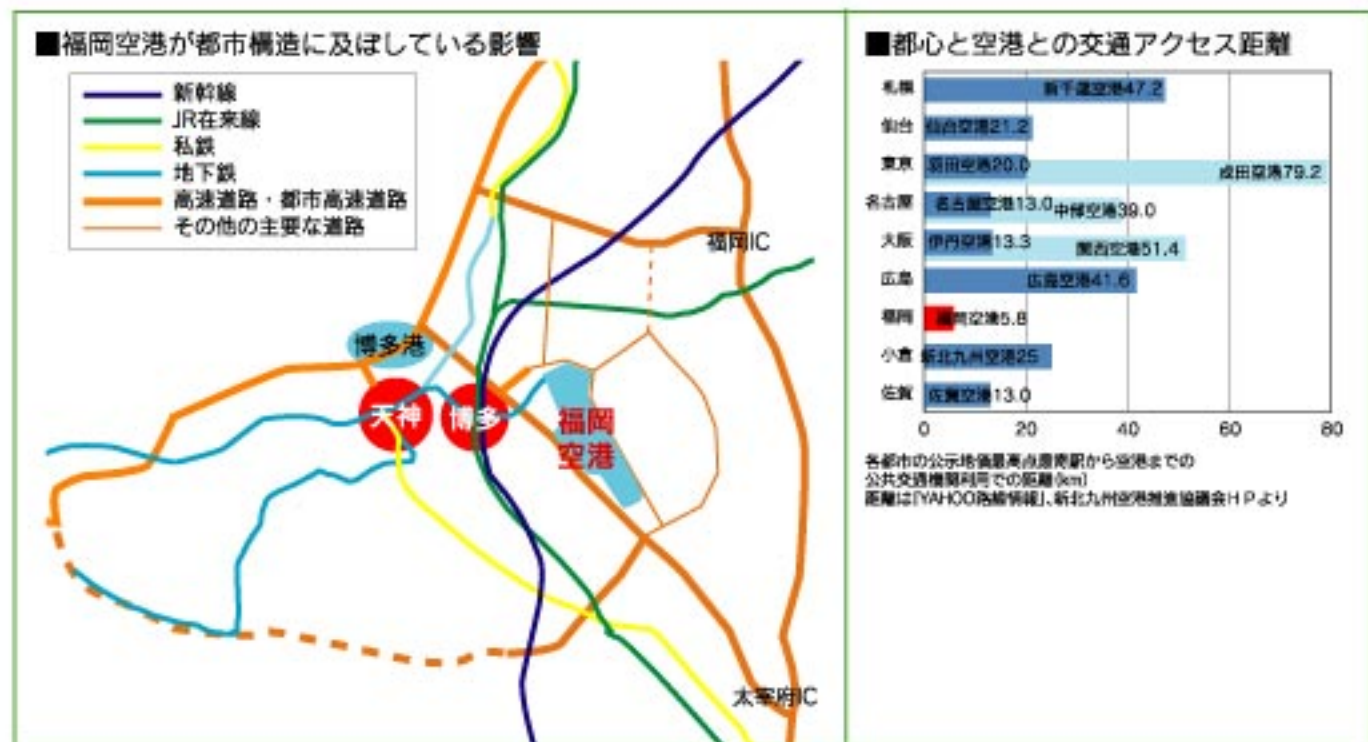 ■福岡空港が都市構造に及ぼしている影響
新幹線
JR在来線
私鉄
地下鉄
高速道路・都市高速道路
その他の主要な道路
福岡IC
博多港
天神
博多
福岡
空港
太宰府IC
■都心と空港との交通アクセス距離
札幌
新千歳空港47.2
仙台
仙台空港21.2
東京
羽田空港20.0
成田空港79.2
名古屋
名古屋空港13.0
中部空港39.0
大阪
伊丹空港13.3
関西空港51.4
広島
広島空港41.6
福岡
福岡空港5.8
小倉
新北九州空港25
佐賀
佐賀空港13.0
0
20
40
60
80
各都市の公示地価最高点最寄駅から空港までの
公共交通機関利用での距離(km)
距離は「YAHOO路線情報」、新北九州空港推進協議会HPより